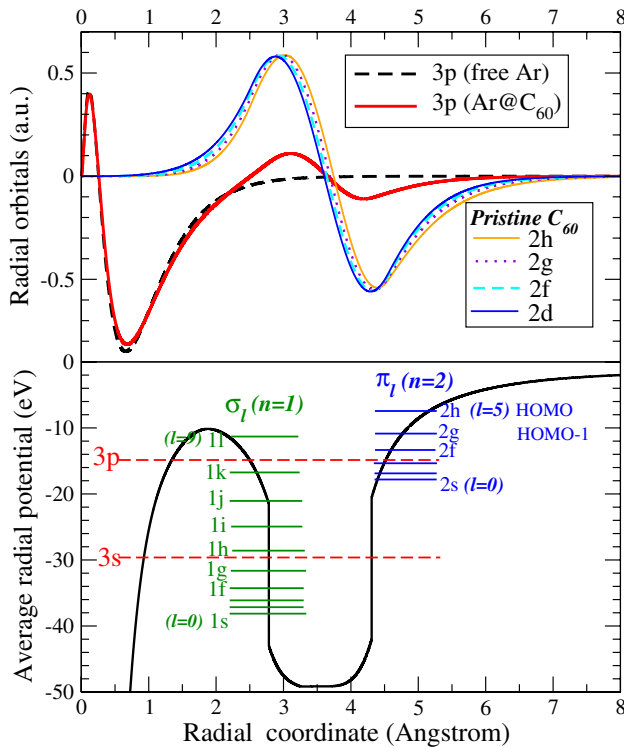 0 1 2 3 4 5 6 7 8
Radial orbitals (a.u.)
0.5
0
-0.5
3p (free Ar)
3p (Ar@C60)
Pristine C60
2h
2g
2f
2d
Average radial potential (eV)
0
-10
-20
-30
-40
-50
σl (n=1)
πl (n=2)
(l=9) 1l
3p
1k
1j
1i
1h
3s
1g
1f
(l=0) 1s
2h (l=5) HOMO
2g HOMO-1
2f
2s (l=0)
0 1 2 3 4 5 6 7 8
Radial coordinate (Angstrom)